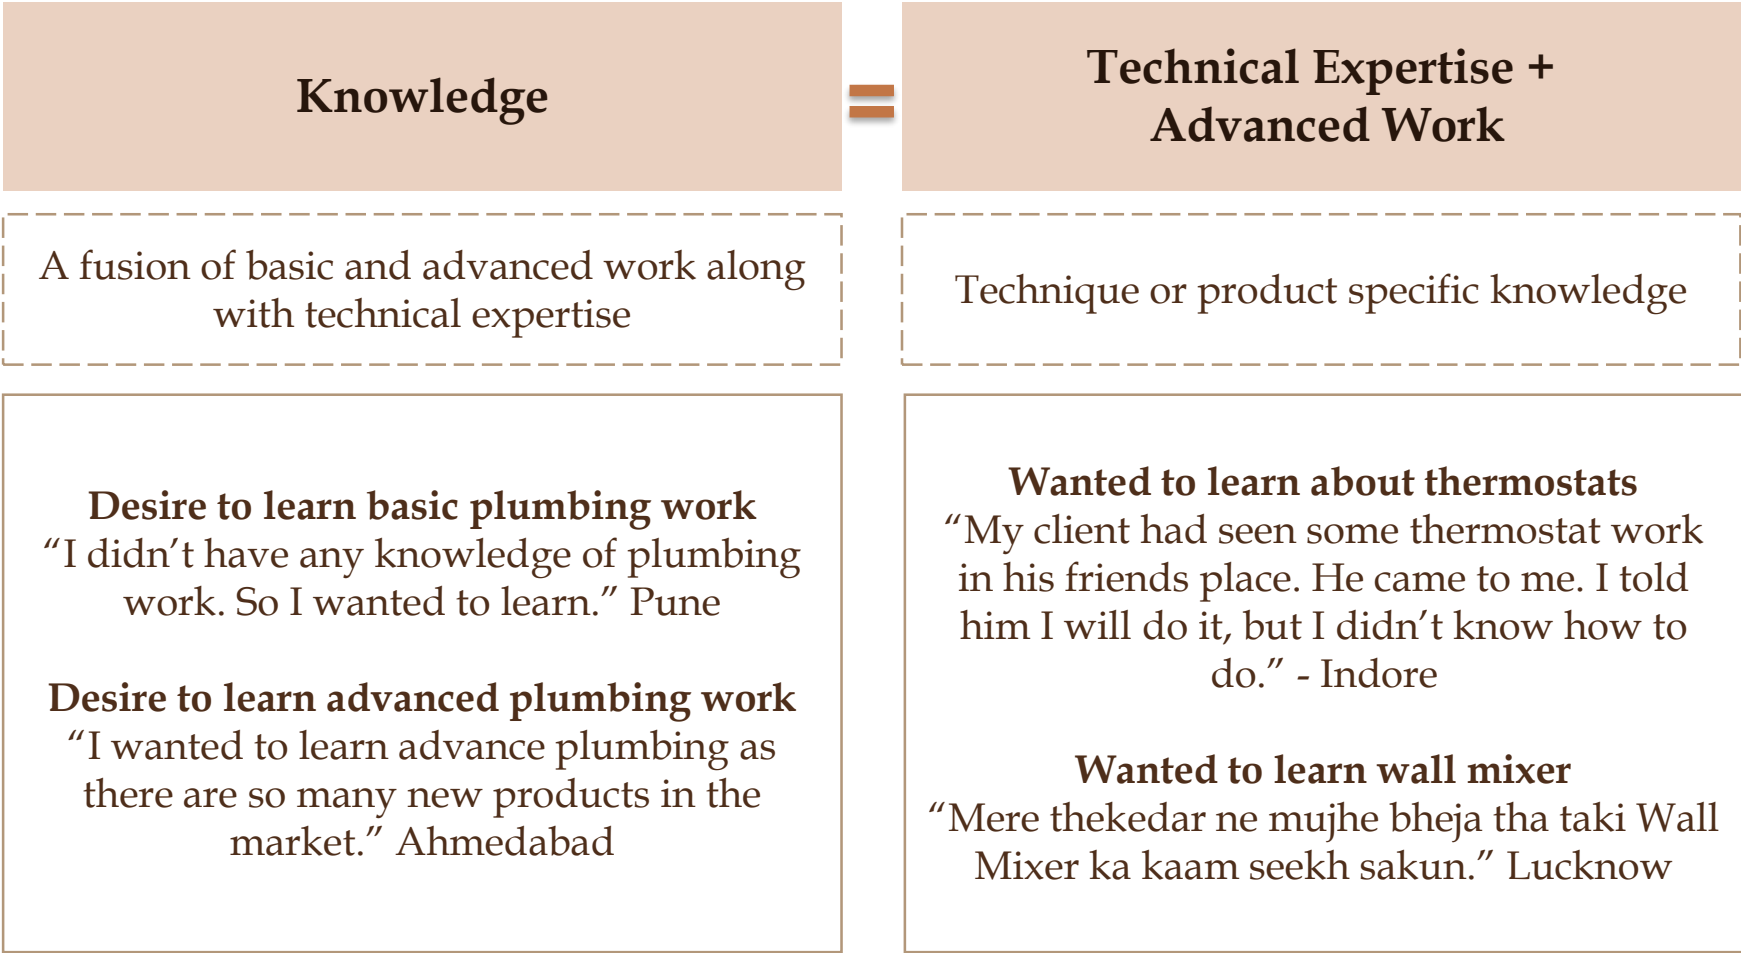 Knowledge
=
Technical Expertise +
Advanced Work
A fusion of basic and advanced work along
with technical expertise
Technique or product specific knowledge
Desire to learn basic plumbing work
“I didn’t have any knowledge of plumbing
work. So I wanted to learn.” Pune
Desire to learn advanced plumbing work
“I wanted to learn advance plumbing as
there are so many new products in the
market.” Ahmedabad
Wanted to learn about thermostats
“My client had seen some thermostat work
in his friends place. He came to me. I told
him I will do it, but I didn’t know how to
do.” - Indore
Wanted to learn wall mixer
“Mere thekedar ne mujhe bheja tha taki Wall
Mixer ka kaam seekh sakun.” Lucknow